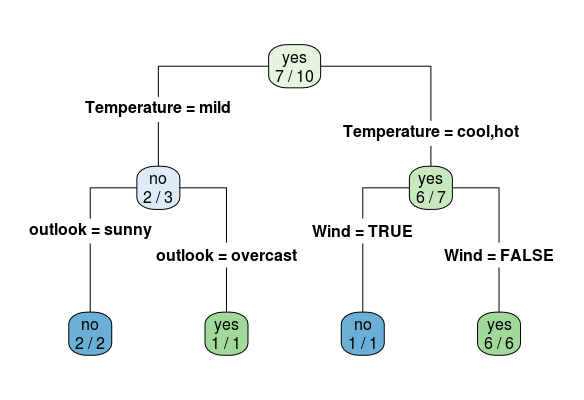 yes
7 / 10
Temperature = mild
Temperature = cool,hot
no
2 / 3
yes
6 / 7
outlook = sunny
Wind = TRUE
outlook = overcast
Wind = FALSE
no
2 / 2
yes
1 / 1
no
1 / 1
yes
6 / 6